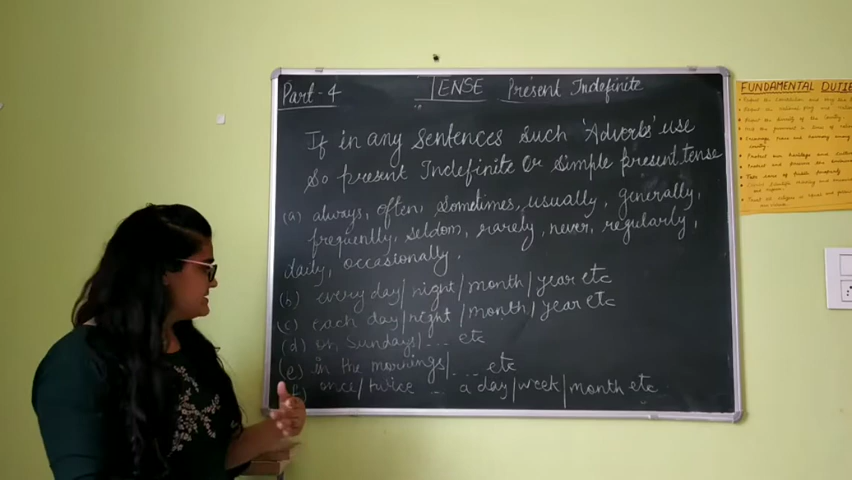 Part-4 TENSE Present Indefinite
If in any sentences such 'Adverbs' use
So present Indefinite Or simple present tense
(a) always, often, sometimes, usually, generally,
frequently, seldom, rarely, never, regularly,
daily, occasionally.
(b) every day/night/month/year etc
(c) each day/night/month/year etc
(d) on Sundays/... etc
(e) in the mornings/... etc
once/twice ... a day/week/month etc
FUNDAMENTAL DUTIE